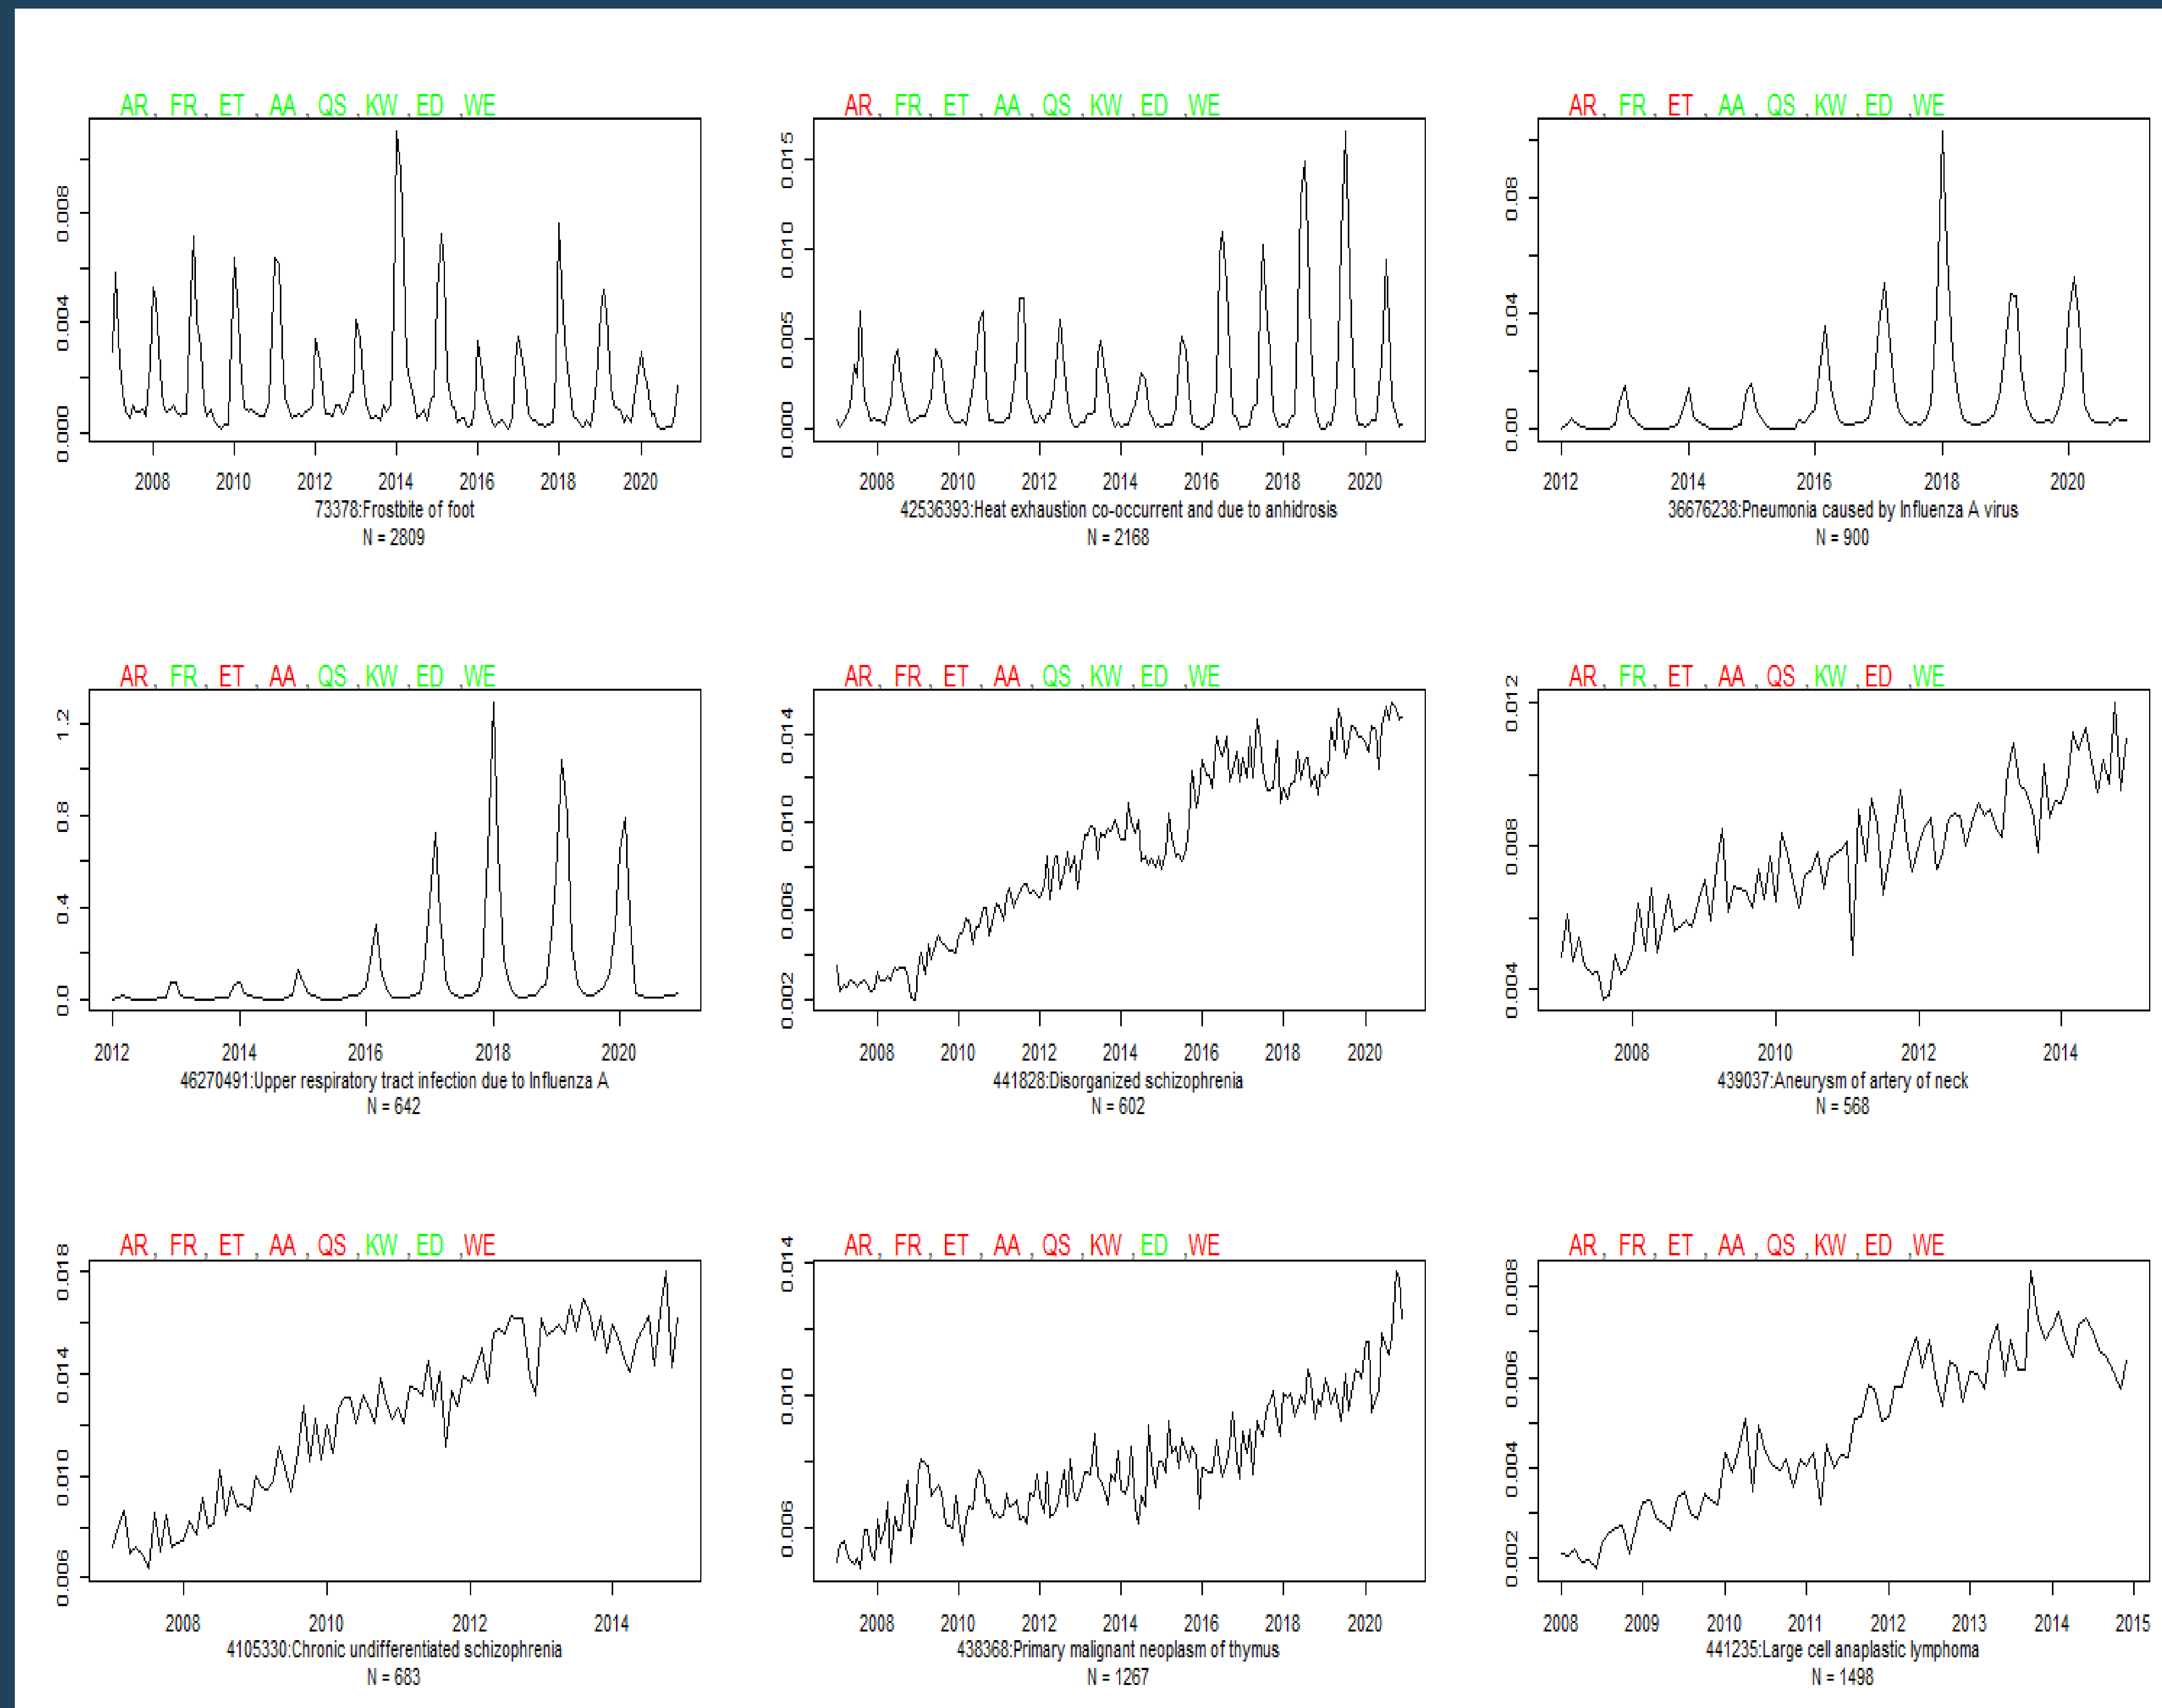 AR , FR , ET , AA , QS , KW , ED ,WE
0.000 0.004 0.008
2008 2010 2012 2014 2016 2018 2020
73378:Frostbite of foot
N = 2809
AR , FR , ET , AA , QS , KW , ED ,WE
0.000 0.005 0.010 0.015
2008 2010 2012 2014 2016 2018 2020
42536393:Heat exhaustion co-occurrent and due to anhidrosis
N = 2168
AR , FR , ET , AA , QS , KW , ED ,WE
0.00 0.04 0.08
2012 2014 2016 2018 2020
36676238:Pneumonia caused by Influenza A virus
N = 900
AR , FR , ET , AA , QS , KW , ED ,WE
0.0 0.4 0.8 1.2
2012 2014 2016 2018 2020
46270491:Upper respiratory tract infection due to Influenza A
N = 642
AR , FR , ET , AA , QS , KW , ED ,WE
0.002 0.006 0.010 0.014
2008 2010 2012 2014 2016 2018 2020
441828:Disorganized schizophrenia
N = 602
AR , FR , ET , AA , QS , KW , ED ,WE
0.004 0.008 0.012
2008 2010 2012 2014
439037:Aneurysm of artery of neck
N = 568
AR , FR , ET , AA , QS , KW , ED ,WE
0.006 0.010 0.014 0.018
2008 2010 2012 2014
4105330:Chronic undifferentiated schizophrenia
N = 683
AR , FR , ET , AA , QS , KW , ED ,WE
0.006 0.010 0.014
2008 2010 2012 2014 2016 2018 2020
438368:Primary malignant neoplasm of thymus
N = 1267
AR , FR , ET , AA , QS , KW , ED ,WE
0.002 0.004 0.006 0.008
2008 2009 2010 2011 2012 2013 2014 2015
441235:Large cell anaplastic lymphoma
N = 1498